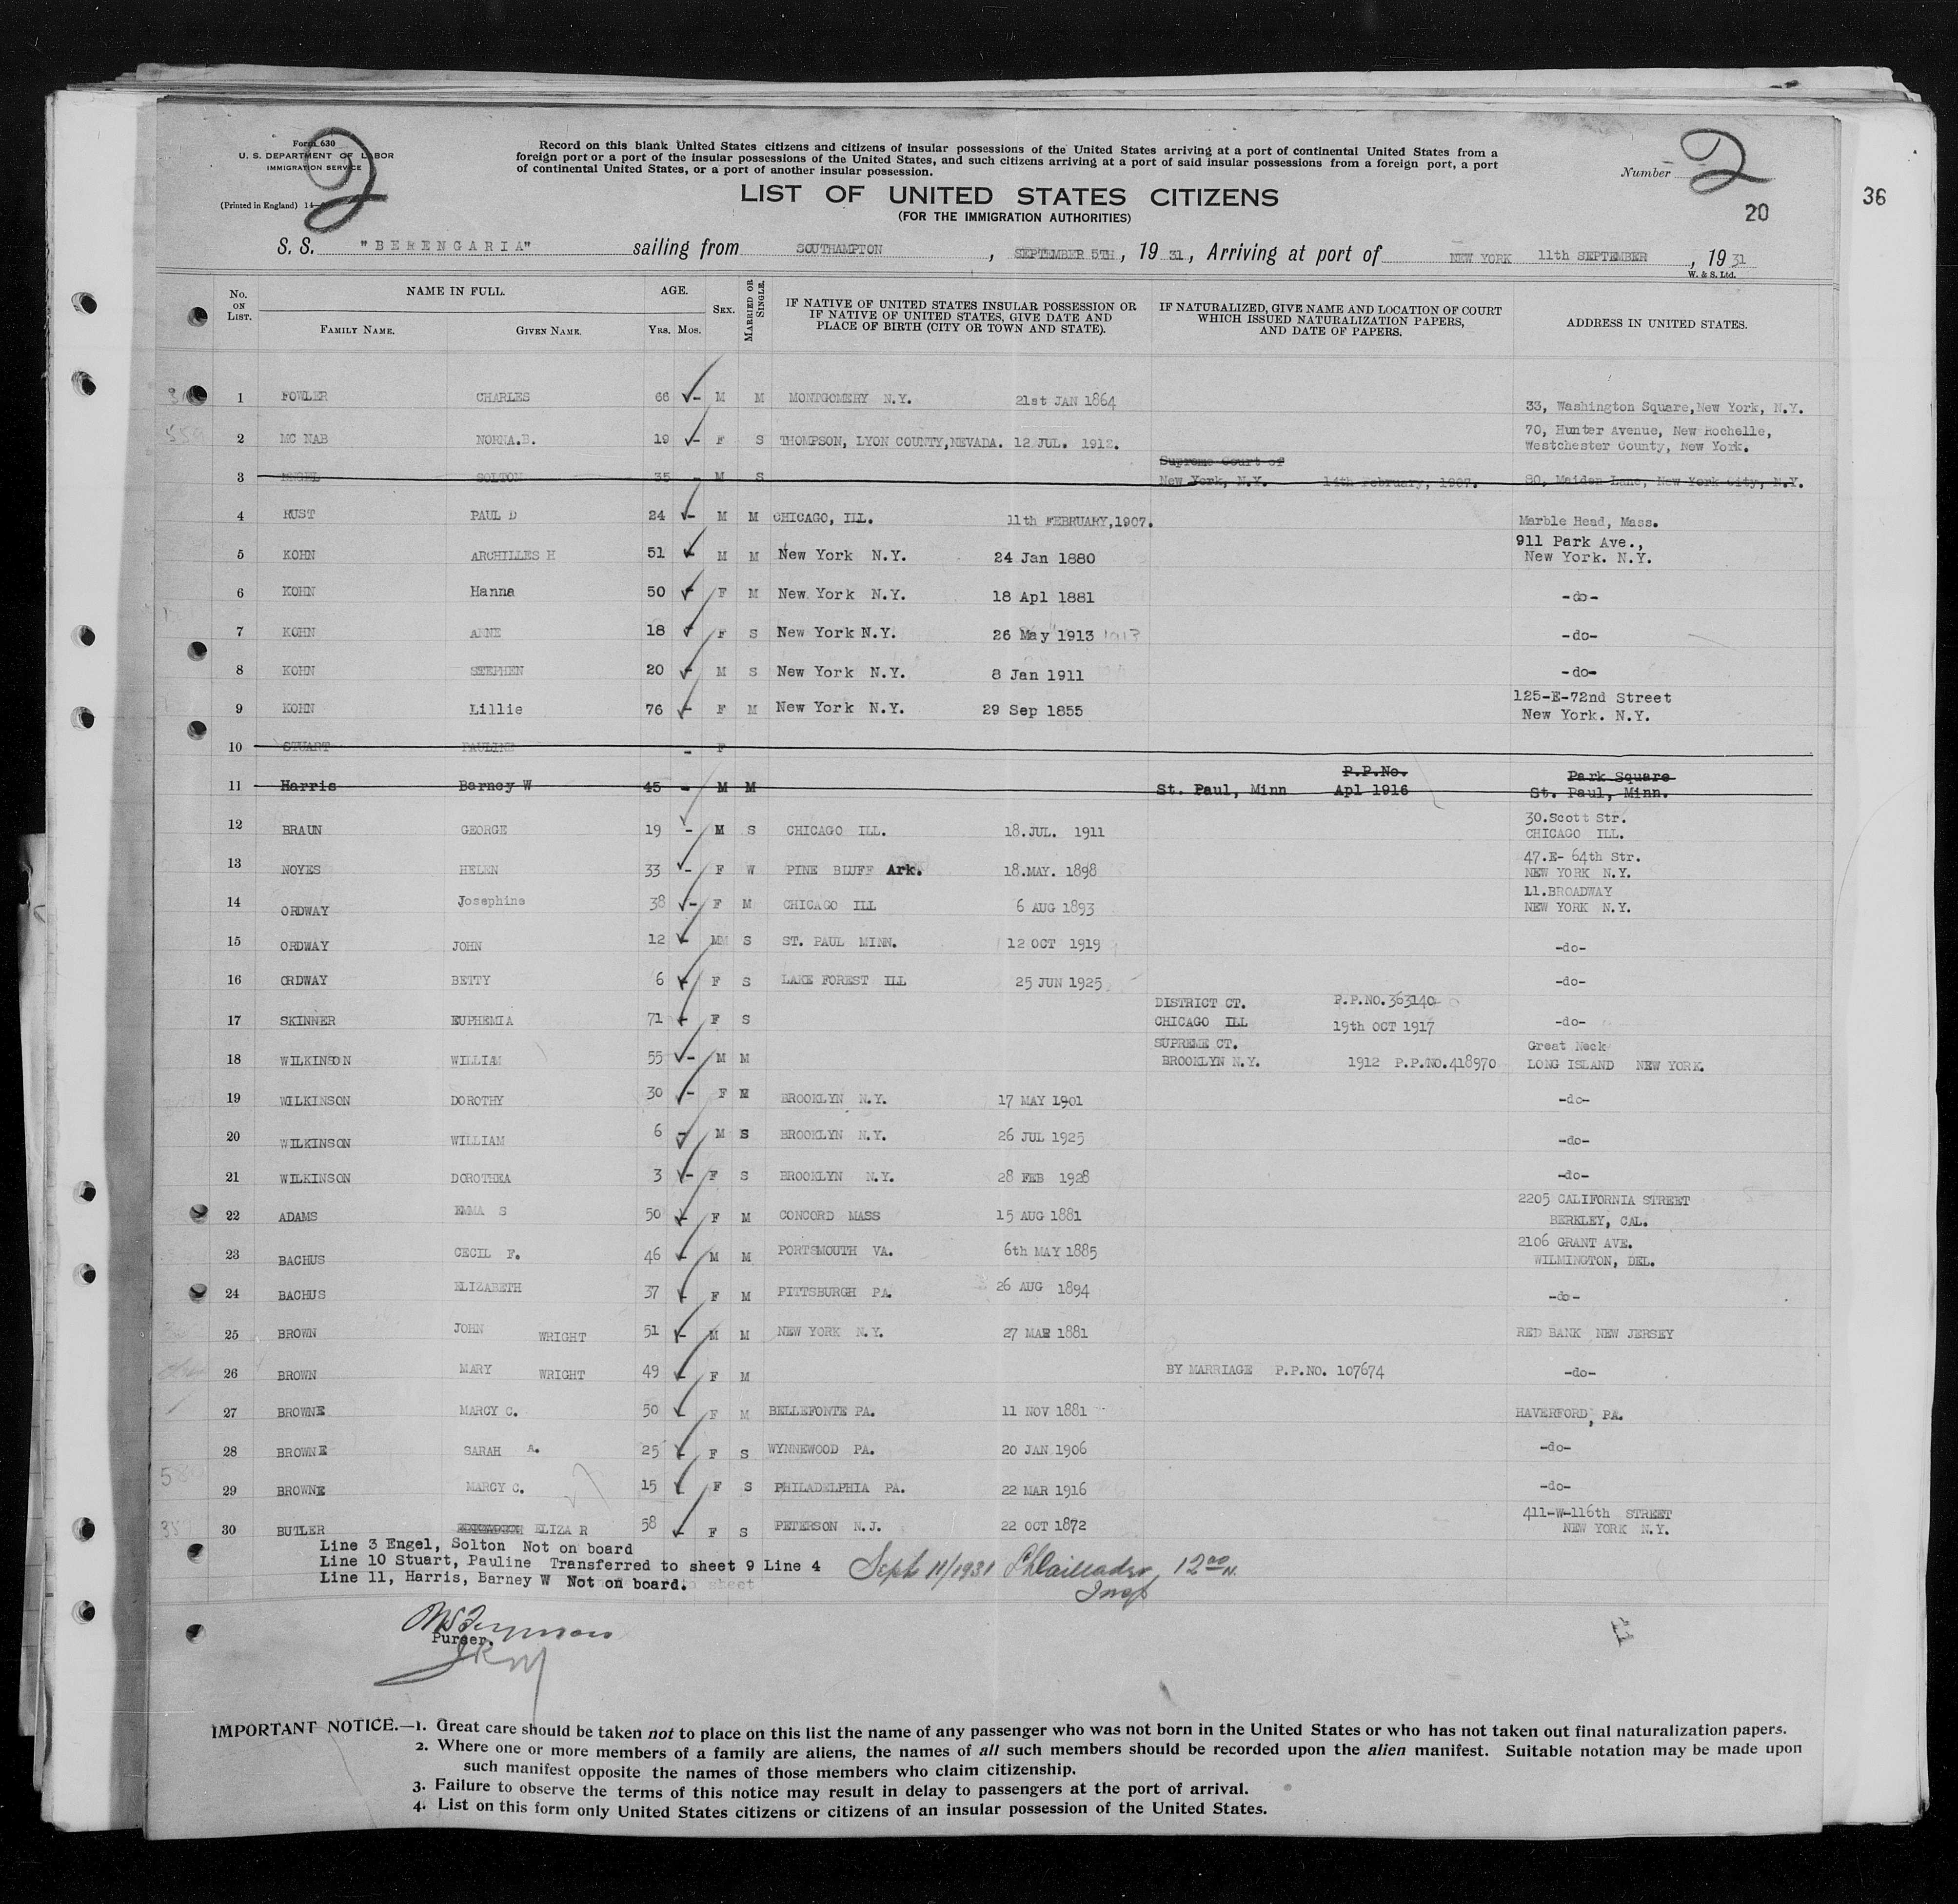 Form 630
U. S. DEPARTMENT OF LABOR
IMMIGRATION SERVICE
(Printed in England) 14
2
Record on this blank United States citizens and citizens of insular possessions of the United States arriving at a port of continental United States from a
foreign port or a port of the insular possessions of the United States, and such citizens arriving at a port of said insular possessions from a foreign port, a port
of continental United States, or a port of another insular possession.
Number 2
20
36
LIST OF UNITED STATES CITIZENS
(FOR THE IMMIGRATION AUTHORITIES)
S. S. "BERENGARIA" sailing from SOUTHAMPTON, SEPTEMBER 5TH, 19 31, Arriving at port of NEW YORK 11th SEPTEMBER, 19 31
W. & S. Ltd.
No. ON LIST. NAME IN FULL. FAMILY NAME. GIVEN NAME. AGE. YRS. MOS. SEX. MARRIED OR SINGLE. IF NATIVE OF UNITED STATES INSULAR POSSESSION OR IF NATIVE OF UNITED STATES, GIVE DATE AND PLACE OF BIRTH (CITY OR TOWN AND STATE). IF NATURALIZED, GIVE NAME AND LOCATION OF COURT WHICH ISSUED NATURALIZATION PAPERS, AND DATE OF PAPERS. ADDRESS IN UNITED STATES.
1 FOWLER CHARLES 66 - M M MONTGOMERY N.Y. 21st JAN 1864 33, Washington Square, New York, N.Y.
2 MC NAB NORNA.B. 19 - F S THOMPSON, LYON COUNTY, NEVADA. 12 JUL. 1912. 70, Hunter Avenue, New Rochelle,
Westchester County, New York.
Supreme Court of
3 ENGEL SOLTON 35 - M S New York, N.Y. 14th February, 1907. 80, Maiden Lane, New York City, N.Y.
4 RUST PAUL D 24 - M M CHICAGO, ILL. 11th FEBRUARY, 1907. Marble Head, Mass.
5 KOHN ARCHILLES H 51 - M M New York N.Y. 24 Jan 1880 911 Park Ave.,
New York. N.Y.
6 KOHN Hanna 50 - F M New York N.Y. 18 Apl 1881 -do-
7 KOHN ANNE 18 - F S New York N.Y. 26 May 1913 1913 -do-
8 KOHN STEPHEN 20 - M S New York N.Y. 8 Jan 1911 -do-
9 KOHN Lillie 76 - F M New York N.Y. 29 Sep 1855 125-E-72nd Street
New York. N.Y.
10 STUART PAULINE - F
P.P.No. Park Square
11 Harris Barney W 45 - M M St. Paul, Minn Apl 1916 St. Paul, Minn.
12 BRAUN GEORGE 19 - M S CHICAGO ILL. 18.JUL. 1911 30.Scott Str.
CHICAGO ILL.
13 NOYES HELEN 33 - F W PINE BLUFF Ark. 18.MAY. 1898 47.E- 64th Str.
NEW YORK N.Y.
14 ORDWAY Josephine 38 - F M CHICAGO ILL 6 AUG 1893 11.BROADWAY
NEW YORK N.Y.
15 ORDWAY JOHN 12 - MM S ST. PAUL MINN. 12 OCT 1919 -do-
16 ORDWAY BETTY 6 - F S LAKE FOREST ILL 25 JUN 1925 -do-
DISTRICT CT. P.P.NO. 363140
17 SKINNER EUPHEMIA 71 - F S CHICAGO ILL 19th OCT 1917 -do-
SUPREME CT. Great Neck
18 WILKINSON WILLIAM 55 - M M BROOKLYN N.Y. 1912 P.P.NO.418970 LONG ISLAND NEW YORK.
19 WILKINSON DOROTHY 30 - F M BROOKLYN N.Y. 17 MAY 1901 -do-
20 WILKINSON WILLIAM 6 - M S BROOKLYN N.Y. 26 JUL 1925 -do-
21 WILKINSON DOROTHEA 3 - F S BROOKLYN N.Y. 28 FEB 1928 -do-
22 ADAMS EMMA S 50 - F M CONCORD MASS 15 AUG 1881 2205 CALIFORNIA STREET
BERKLEY, CAL.
23 BACHUS CECIL F. 46 - M M PORTSMOUTH VA. 6th MAY 1885 2106 GRANT AVE.
WILMINGTON, DEL.
24 BACHUS ELIZABETH 37 - F M PITTSBURGH PA. 26 AUG 1894 -do-
25 BROWN JOHN WRIGHT 51 - M M NEW YORK N.Y. 27 MAR 1881 RED BANK NEW JERSEY
26 BROWN MARY WRIGHT 49 - F M BY MARRIAGE P.P.NO. 107674 -do-
27 BROWNE MARCY C. 50 - F M BELLEFONTE PA. 11 NOV 1881 HAVERFORD, PA.
28 BROWNE SARAH A. 25 - F S WYNNEWOOD PA. 20 JAN 1906 -do-
29 BROWNE MARCY C. 15 - F S PHILADELPHIA PA. 22 MAR 1916 -do-
30 BUTLER ELIZA R 58 - F S PETERSON N.J. 22 OCT 1872 411-W-116th STREET
NEW YORK N.Y.
Line 3 Engel, Solton Not on board
Line 10 Stuart, Pauline Transferred to sheet 9 Line 4
Line 11, Harris, Barney W Not on board.
Sept 11/1931 12 00 N.
Insp
Purser.
IMPORTANT NOTICE.—1. Great care should be taken not to place on this list the name of any passenger who was not born in the United States or who has not taken out final naturalization papers.
2. Where one or more members of a family are aliens, the names of all such members should be recorded upon the alien manifest. Suitable notation may be made upon
such manifest opposite the names of those members who claim citizenship.
3. Failure to observe the terms of this notice may result in delay to passengers at the port of arrival.
4. List on this form only United States citizens or citizens of an insular possession of the United States.